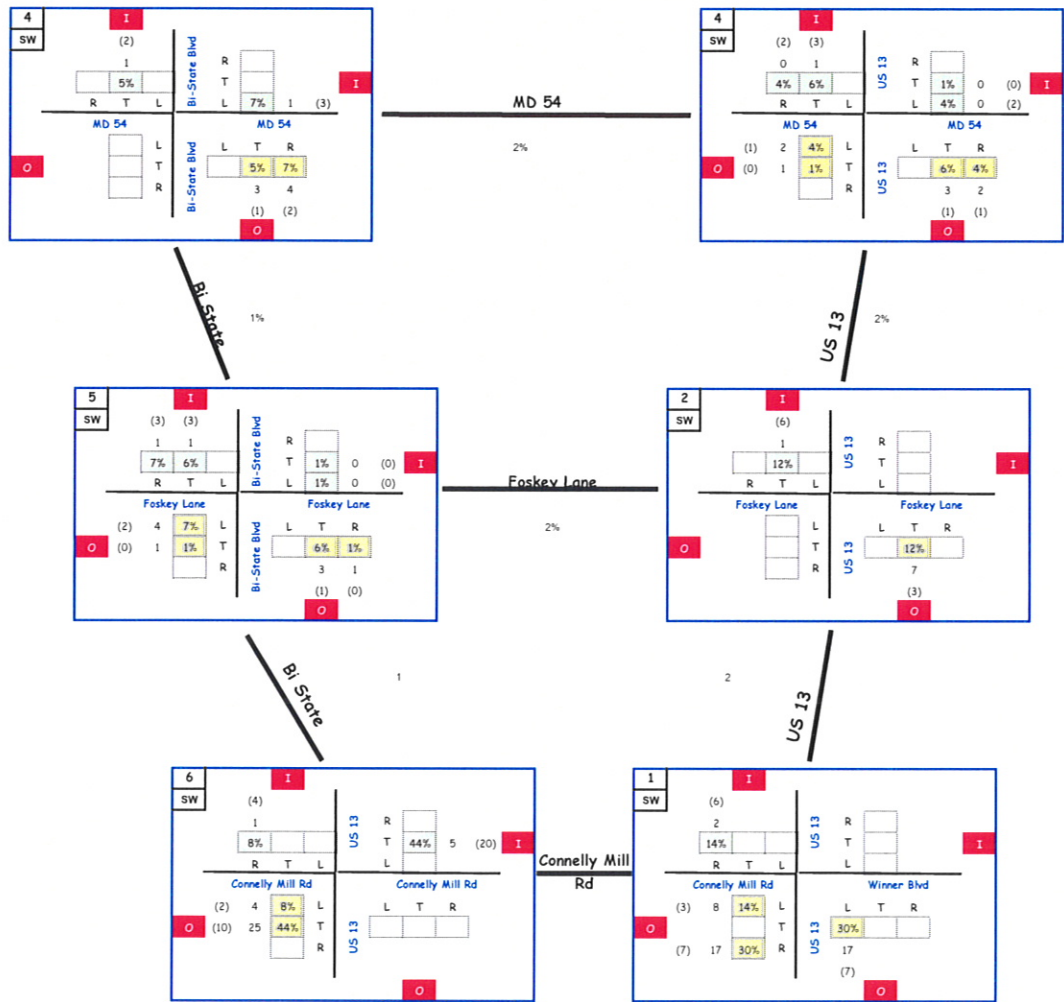 4
SW
I
(2)
1
5%
R T L
Bi-State Blvd
R
T
L 7% 1 (3)
I
MD 54
MD 54
L
T
R
O
Bi-State Blvd
L T R
5% 7%
3 4
(1) (2)
O
MD 54
2%
4
SW
I
(2) (3)
0 1
4% 6%
R T L
US 13
R
T 1% 0 (0)
L 4% 0 (2)
I
MD 54
MD 54
(1) 2 4% L
(0) 1 1% T
R
O
US 13
L T R
6% 4%
3 2
(1) (1)
O
Bi State
1%
US 13
2%
5
SW
I
(3) (3)
1 1
7% 6%
R T L
Bi-State Blvd
R
T 1% 0 (0)
L 1% 0 (0)
I
Foskey Lane
Foskey Lane
(2) 4 7% L
(0) 1 1% T
R
O
Bi-State Blvd
L T R
6% 1%
3 1
(1) (0)
O
Foskey Lane
2%
2
SW
I
(6)
1
12%
R T L
US 13
R
T
L
I
Foskey Lane
Foskey Lane
L
T
R
O
US 13
L T R
12%
7
(3)
O
Bi State
1
2
US 13
6
SW
I
(4)
1
8%
R T L
US 13
R
T 44% 5 (20)
L
I
Connelly Mill Rd
Connelly Mill Rd
(2) 4 8% L
(10) 25 44% T
R
O
US 13
L T R
O
Connelly Mill
Rd
1
SW
I
(6)
2
14%
R T L
US 13
R
T
L
I
Connelly Mill Rd
Winner Blvd
(3) 8 14% L
T
(7) 17 30% R
O
US 13
L T R
30%
17
(7)
O